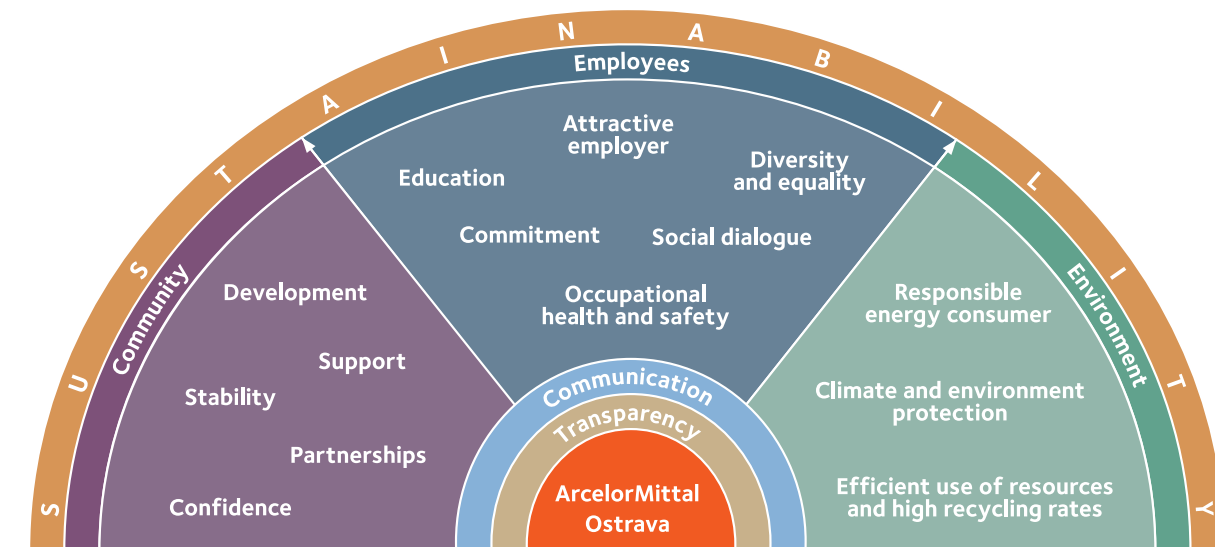 SUSTAINABILITY
Employees
Community
Environment
Attractive
employer
Education
Diversity
and equality
Commitment
Social dialogue
Occupational
health and safety
Development
Support
Stability
Partnerships
Confidence
Responsible
energy consumer
Climate and environment
protection
Efficient use of resources
and high recycling rates
Communication
Transparency
ArcelorMittal
Ostrava